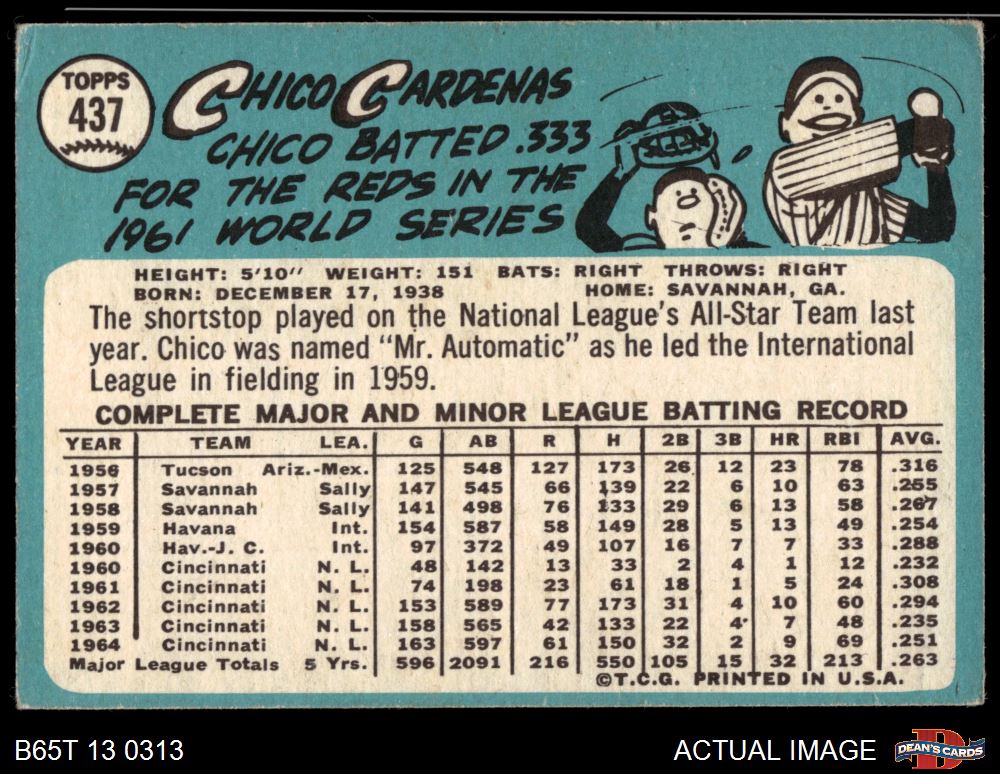 TOPPS
437
CHICO CARDENAS
CHICO BATTED .333
FOR THE REDS IN THE
1961 WORLD SERIES
HEIGHT: 5'10" WEIGHT: 151 BATS: RIGHT THROWS: RIGHT
BORN: DECEMBER 17, 1938 HOME: SAVANNAH, GA.
The shortstop played on the National League's All-Star Team last
year. Chico was named "Mr. Automatic" as he led the International
League in fielding in 1959.
COMPLETE MAJOR AND MINOR LEAGUE BATTING RECORD
YEAR TEAM LEA. G AB R H 2B 3B HR RBI AVG.
1956 Tucson Ariz.-Mex. 125 548 127 173 26 12 23 78 .316
1957 Savannah Sally 147 545 66 139 22 6 10 63 .255
1958 Savannah Sally 141 498 76 133 29 6 13 58 .267
1959 Havana Int. 154 587 58 149 28 5 13 49 .254
1960 Hav.-J. C. Int. 97 372 49 107 16 7 7 33 .288
1960 Cincinnati N. L. 48 142 13 33 2 4 1 12 .232
1961 Cincinnati N. L. 74 198 23 61 18 1 5 24 .308
1962 Cincinnati N. L. 153 589 77 173 31 4 10 60 .294
1963 Cincinnati N. L. 158 565 42 133 22 4 7 48 .235
1964 Cincinnati N. L. 163 597 61 150 32 2 9 69 .251
Major League Totals 5 Yrs. 596 2091 216 550 105 15 32 213 .263
©T.C.G. PRINTED IN U.S.A.
B65T 13 0313 ACTUAL IMAGE DEAN'S CARDS